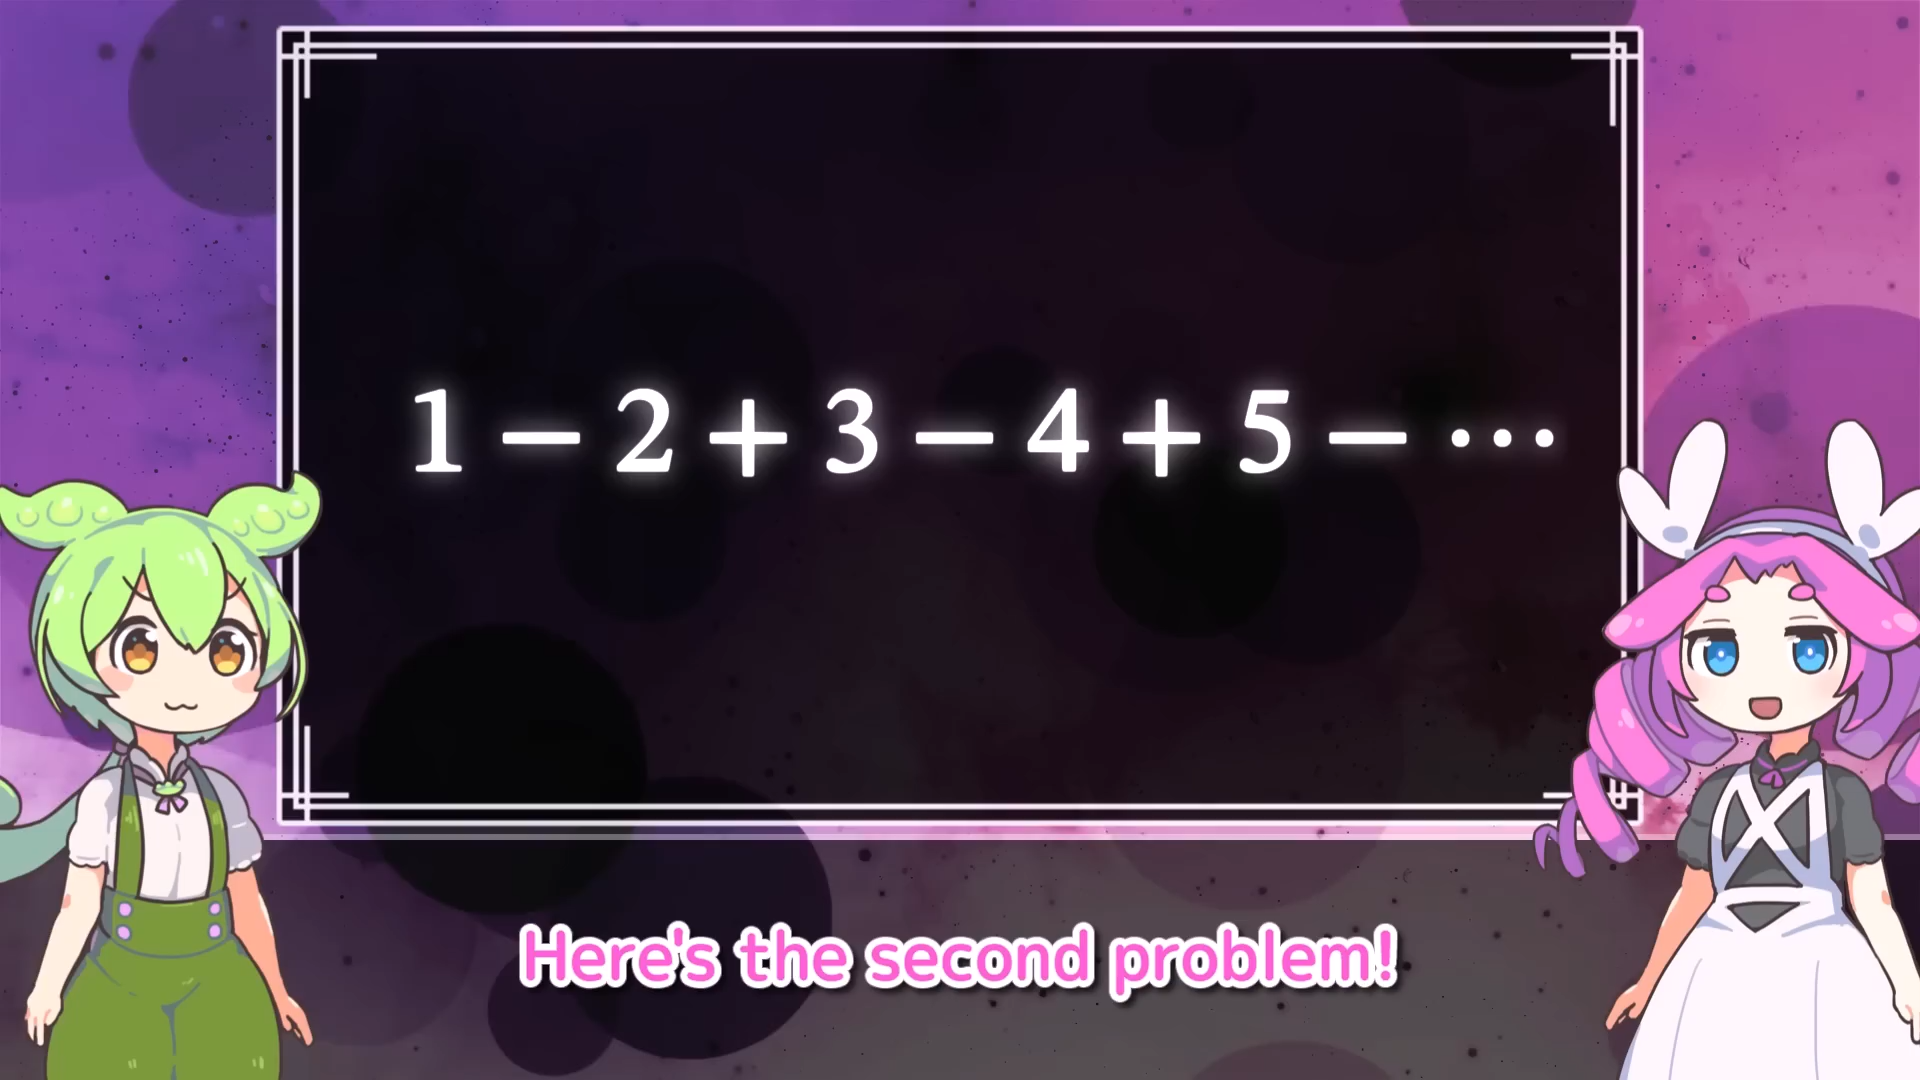 1 − 2 + 3 − 4 + 5 − ⋯
Here's the second problem!